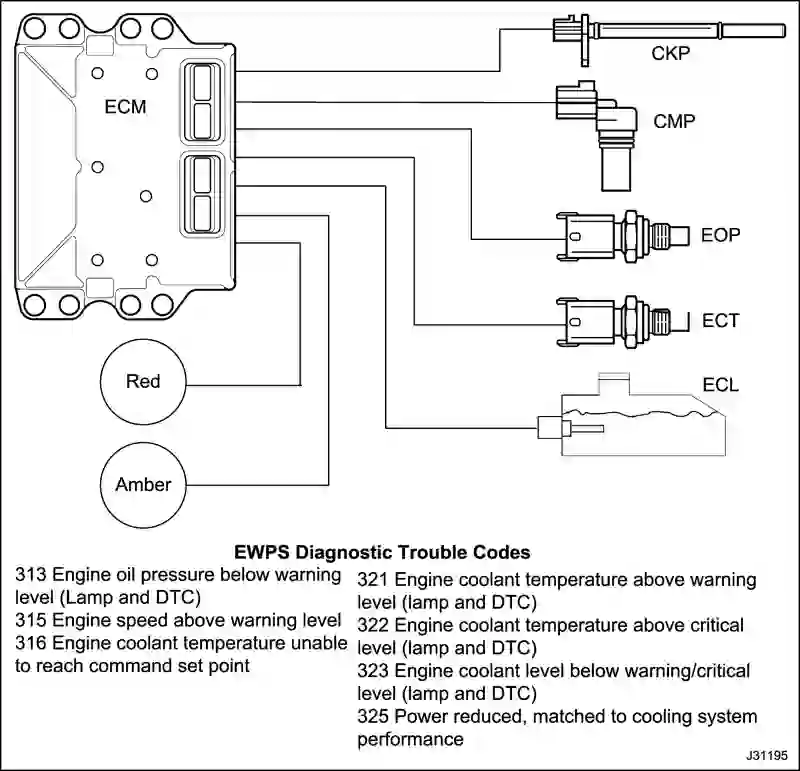 CKP
ECM
CMP
EOP
ECT
Red
ECL
Amber
EWPS Diagnostic Trouble Codes
313 Engine oil pressure below warning
level (Lamp and DTC)
315 Engine speed above warning level
316 Engine coolant temperature unable
to reach command set point
321 Engine coolant temperature above warning
level (lamp and DTC)
322 Engine coolant temperature above critical
level (lamp and DTC)
323 Engine coolant level below warning/critical
level (lamp and DTC)
325 Power reduced, matched to cooling system
performance
J31195